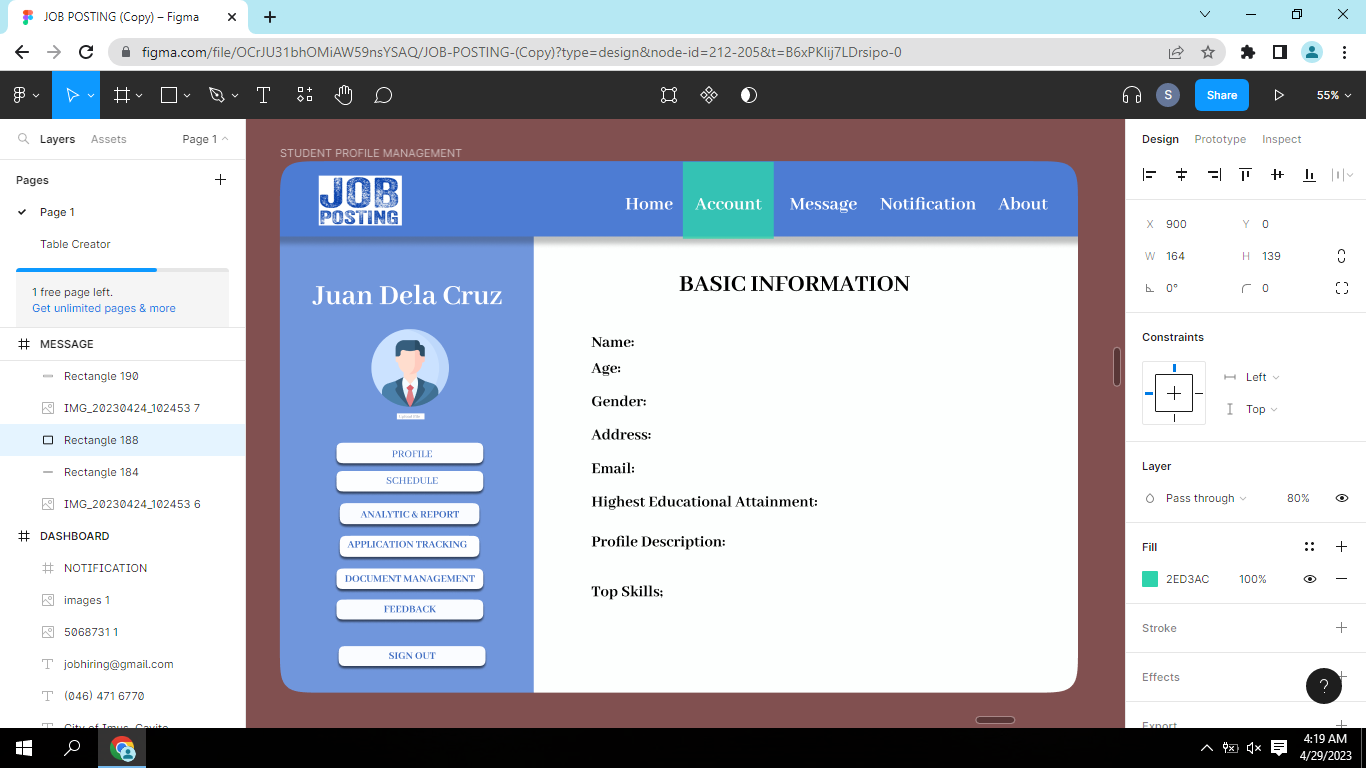 JOB POSTING (Copy) – Figma
figma.com/file/OCrJU31bhOMiAW59nsYSAQ/JOB-POSTING-(Copy)?type=design&node-id=212-205&t=B6xPKlij7LDrsipo-0
S
Share
55%
Layers Assets Page 1
Pages
Page 1
Table Creator
1 free page left.
Get unlimited pages & more
MESSAGE
Rectangle 190
IMG_20230424_102453 7
Rectangle 188
Rectangle 184
IMG_20230424_102453 6
DASHBOARD
NOTIFICATION
images 1
5068731 1
jobhiring@gmail.com
(046) 471 6770
City of Imus, Cavite
STUDENT PROFILE MANAGEMENT
JOB
POSTING
Home Account Message Notification About
Juan Dela Cruz
PROFILE
SCHEDULE
ANALYTIC & REPORT
APPLICATION TRACKING
DOCUMENT MANAGEMENT
FEEDBACK
SIGN OUT
BASIC INFORMATION
Name:
Age:
Gender:
Address:
Email:
Highest Educational Attainment:
Profile Description:
Top Skills;
Design Prototype Inspect
X 900 Y 0
W 164 H 139
0° 0
Constraints
Left
Top
Layer
Pass through 80%
Fill
2ED3AC 100%
Stroke
Effects
Export
?
4:19 AM
4/29/2023